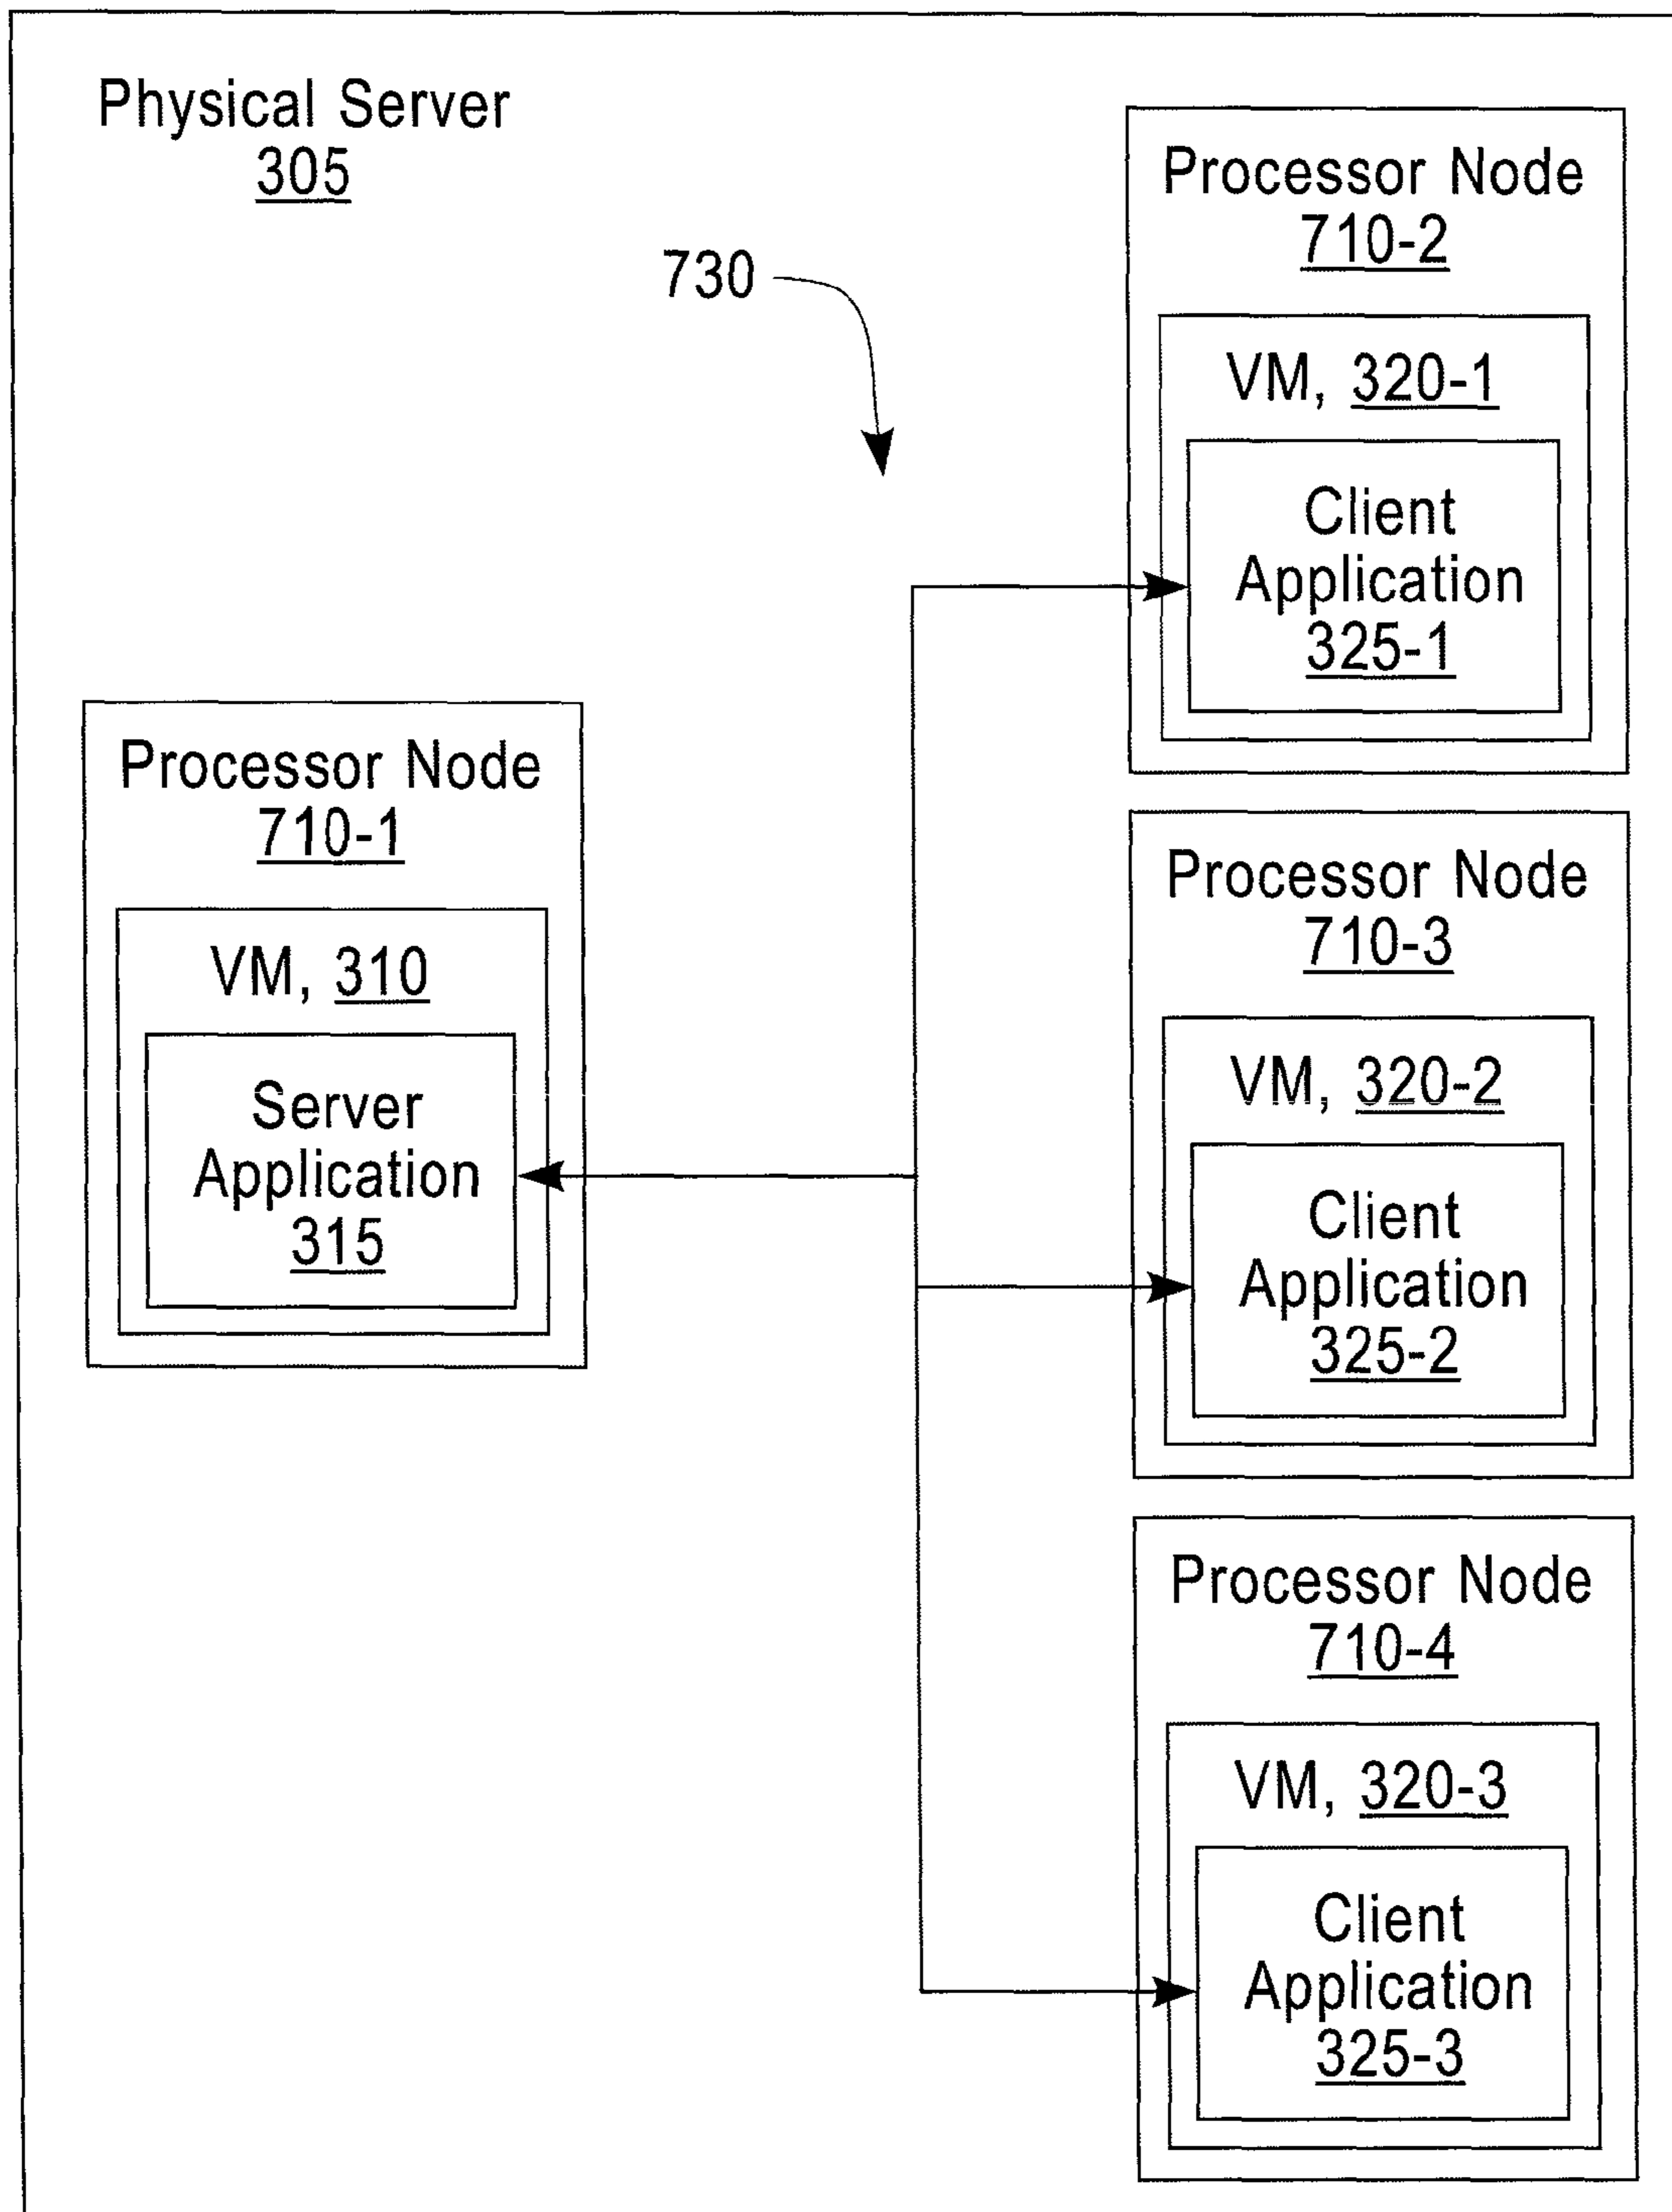 Physical Server
305
730
Processor Node
710-1
VM, 310
Server
Application
315
Processor Node
710-2
VM, 320-1
Client
Application
325-1
Processor Node
710-3
VM, 320-2
Client
Application
325-2
Processor Node
710-4
VM, 320-3
Client
Application
325-3